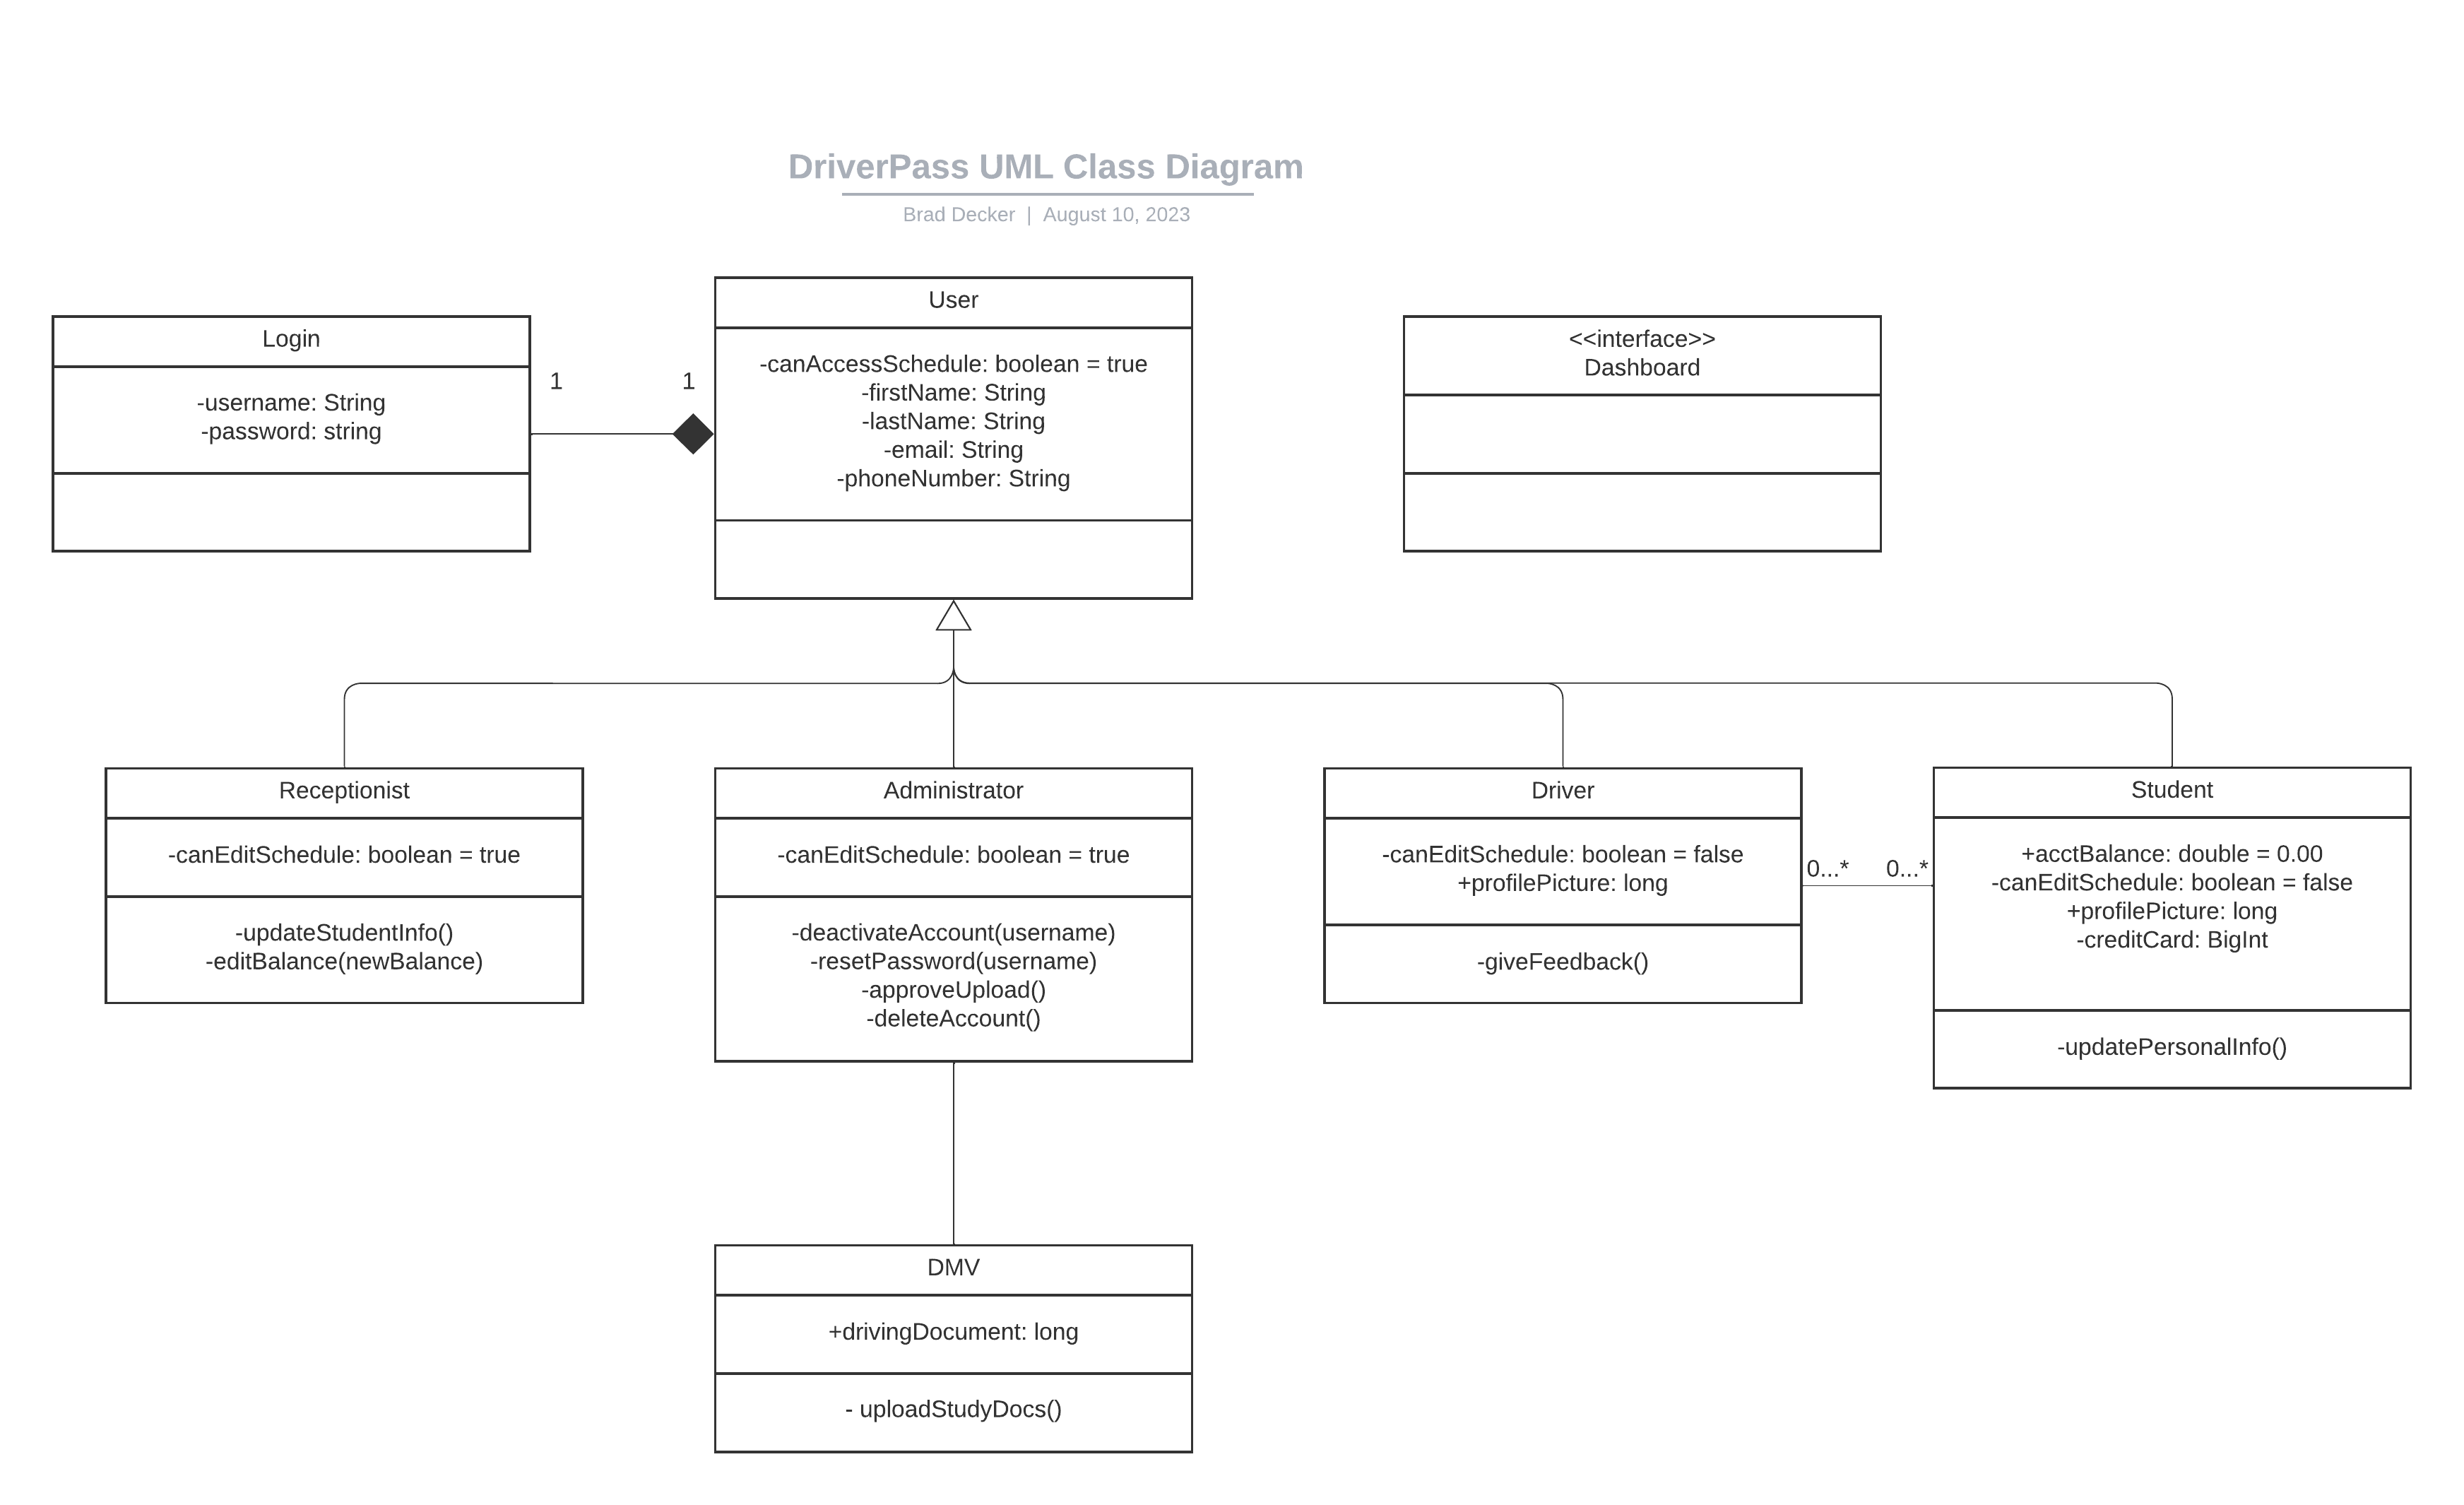 DriverPass UML Class Diagram
Brad Decker | August 10, 2023
Login
-username: String
-password: string
1
1
User
-canAccessSchedule: boolean = true
-firstName: String
-lastName: String
-email: String
-phoneNumber: String
<<interface>>
Dashboard
Receptionist
-canEditSchedule: boolean = true
-updateStudentInfo()
-editBalance(newBalance)
Administrator
-canEditSchedule: boolean = true
-deactivateAccount(username)
-resetPassword(username)
-approveUpload()
-deleteAccount()
Driver
-canEditSchedule: boolean = false
+profilePicture: long
-giveFeedback()
0...*
0...*
Student
+acctBalance: double = 0.00
-canEditSchedule: boolean = false
+profilePicture: long
-creditCard: BigInt
-updatePersonalInfo()
DMV
+drivingDocument: long
- uploadStudyDocs()